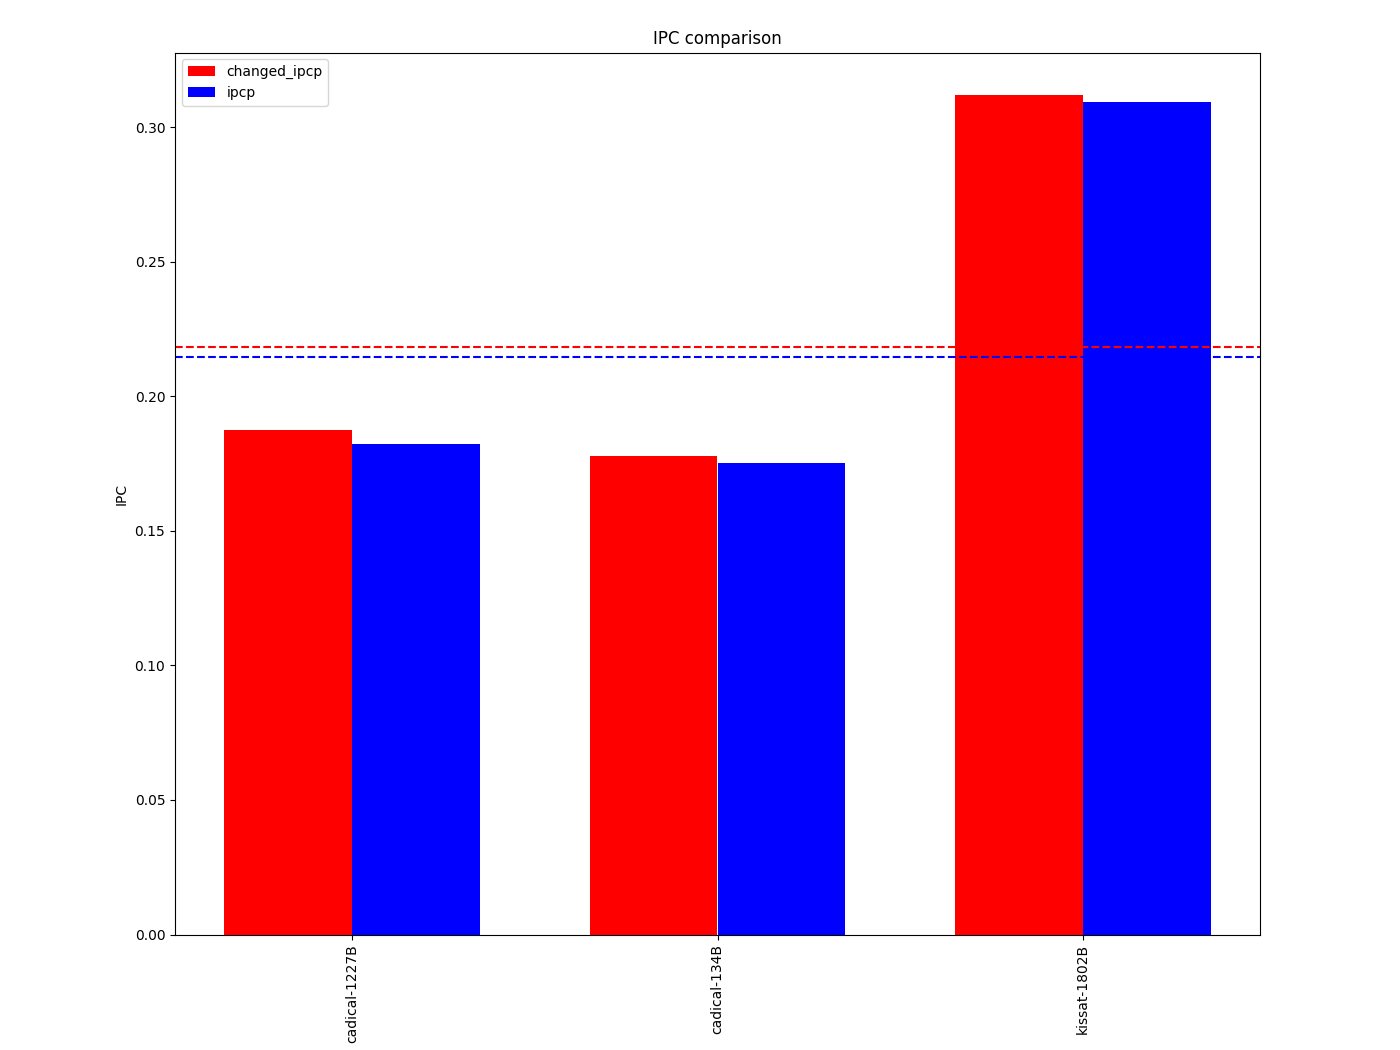 IPC comparison
changed_ipcp
ipcp
0.30
0.25
0.20
0.15
0.10
0.05
0.00
IPC
cadical-1227B
cadical-134B
kissat-1802B